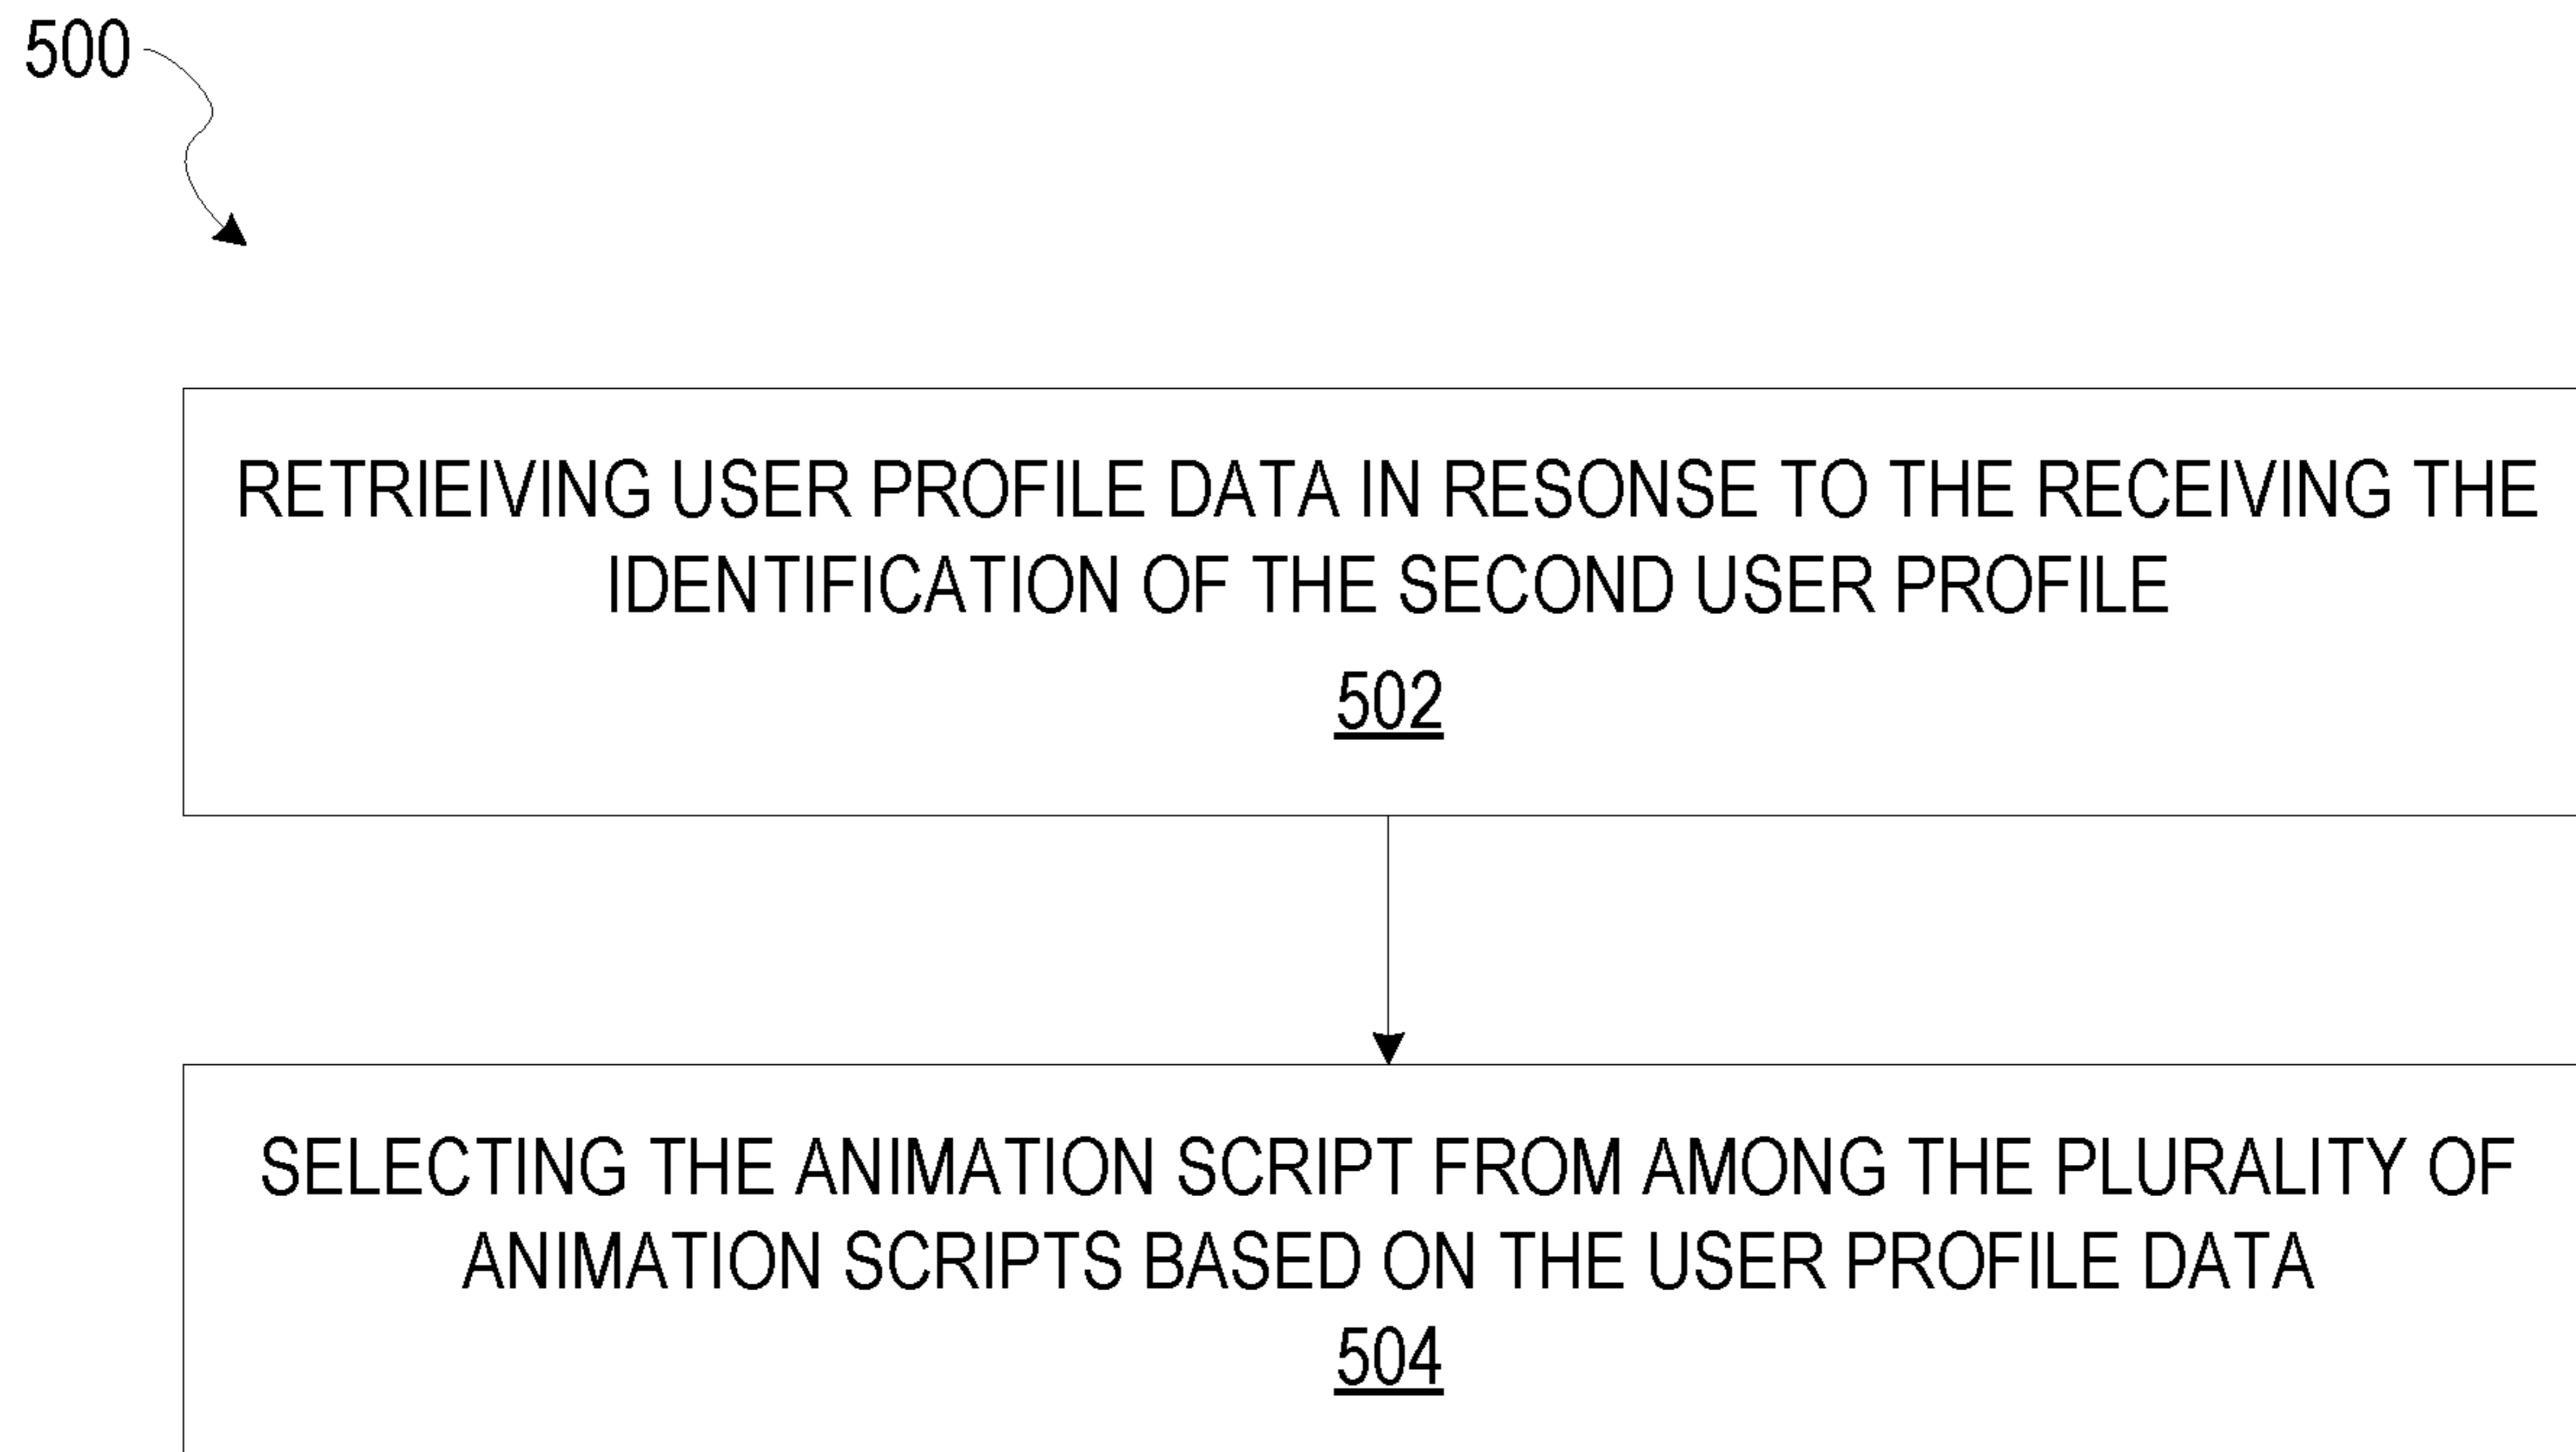 500
RETRIEIVING USER PROFILE DATA IN RESONSE TO THE RECEIVING THE
IDENTIFICATION OF THE SECOND USER PROFILE
502
SELECTING THE ANIMATION SCRIPT FROM AMONG THE PLURALITY OF
ANIMATION SCRIPTS BASED ON THE USER PROFILE DATA
504